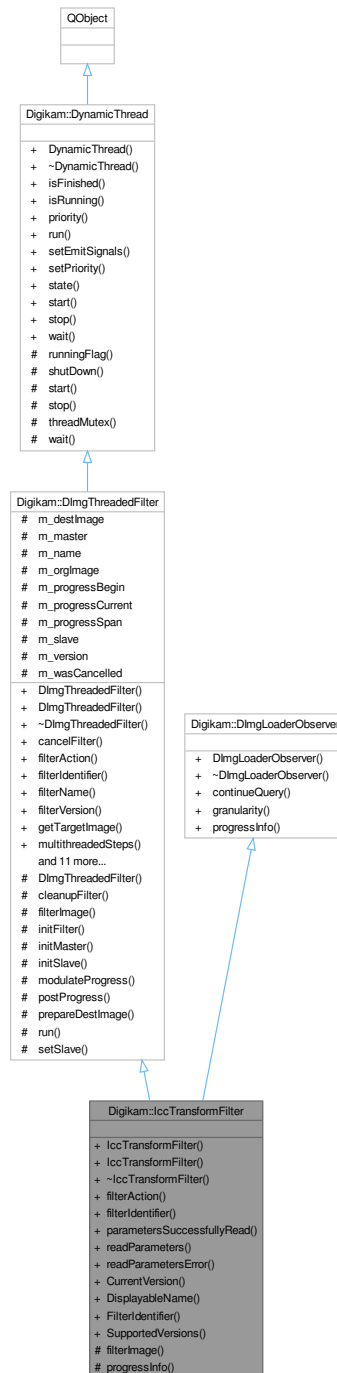 QObject
Digikam::DynamicThread
+ DynamicThread()
+ ~DynamicThread()
+ isFinished()
+ isRunning()
+ priority()
+ run()
+ setEmitSignals()
+ setPriority()
+ state()
+ start()
+ stop()
+ wait()
# runningFlag()
# shutDown()
# start()
# stop()
# threadMutex()
# wait()
Digikam::DImgThreadedFilter
# m_destImage
# m_master
# m_name
# m_orgImage
# m_progressBegin
# m_progressCurrent
# m_progressSpan
# m_slave
# m_version
# m_wasCancelled
+ DImgThreadedFilter()
+ DImgThreadedFilter()
+ ~DImgThreadedFilter()
+ cancelFilter()
+ filterAction()
+ filterIdentifier()
+ filterName()
+ filterVersion()
+ getTargetImage()
+ multithreadedSteps()
and 11 more...
# DImgThreadedFilter()
# cleanupFilter()
# filterImage()
# initFilter()
# initMaster()
# initSlave()
# modulateProgress()
# postProgress()
# prepareDestImage()
# run()
# setSlave()
Digikam::DImgLoaderObserver
+ DImgLoaderObserver()
+ ~DImgLoaderObserver()
+ continueQuery()
+ granularity()
+ progressInfo()
Digikam::IccTransformFilter
+ IccTransformFilter()
+ IccTransformFilter()
+ ~IccTransformFilter()
+ filterAction()
+ filterIdentifier()
+ parametersSuccessfullyRead()
+ readParameters()
+ readParametersError()
+ CurrentVersion()
+ DisplayableName()
+ FilterIdentifier()
+ SupportedVersions()
# filterImage()
# progressInfo()